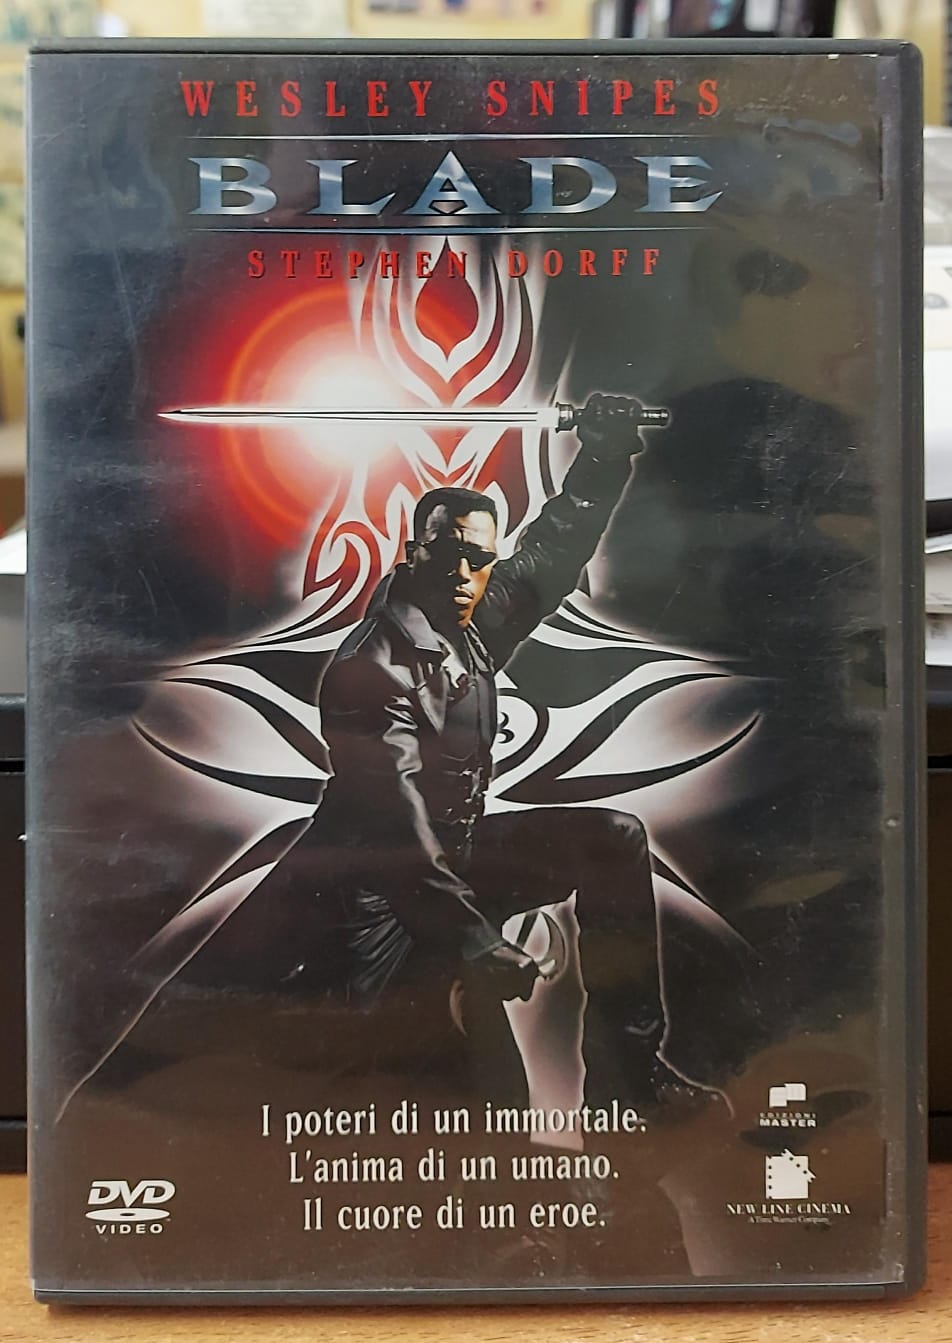 WESLEY SNIPES
BLADE
STEPHEN DORFF
I poteri di un immortale.
L'anima di un umano.
Il cuore di un eroe.
EDIZIONI
MASTER
DVD
VIDEO
NEW LINE CINEMA
A Time Warner Company